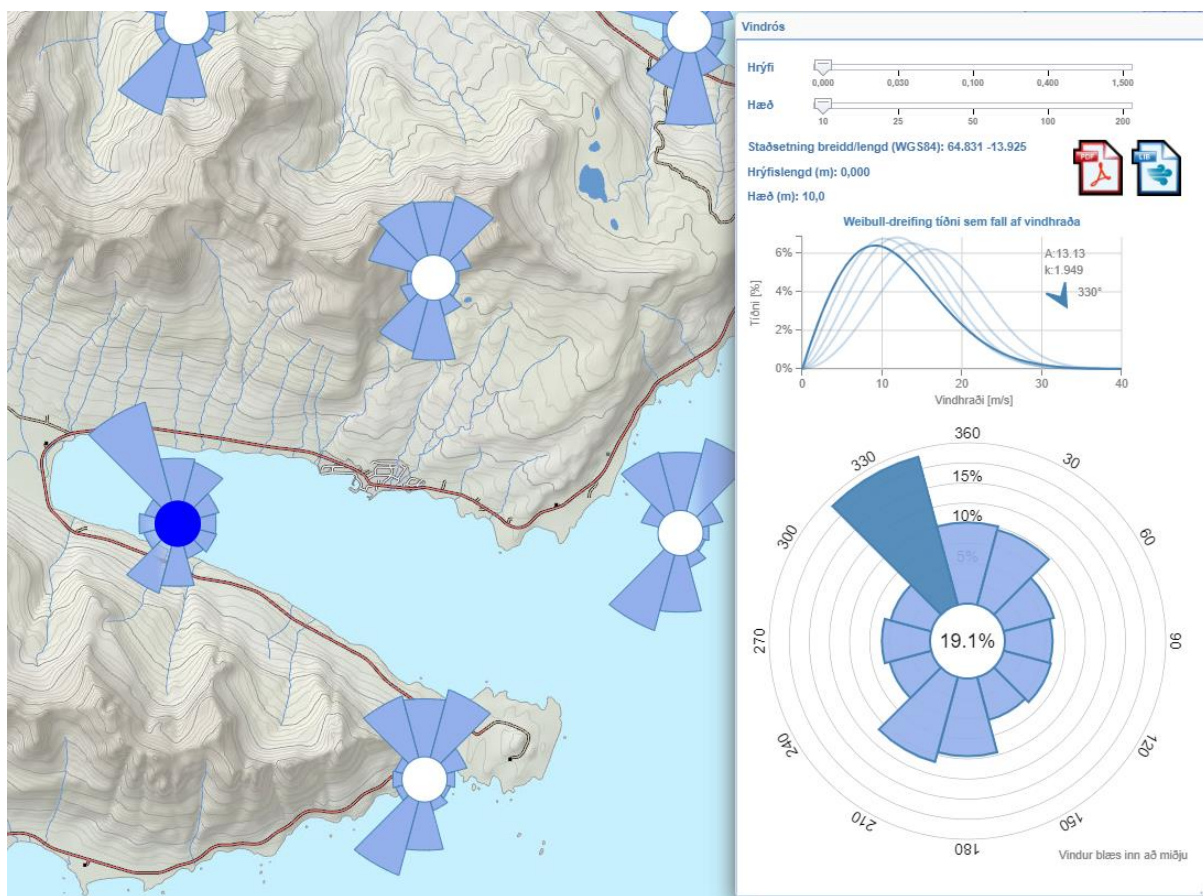 Vindrós
Hrýfi
0,000 0,030 0,100 0,400 1,500
Hæð
10 25 50 100 200
Staðsetning breidd/lengd (WGS84): 64.831 -13.925
Hrýfislengd (m): 0,000
Hæð (m): 10,0
PDF LIB
Weibull-dreifing tíðni sem fall af vindhraða
6%
4%
2%
0%
Tíðni [%]
A:13.13
k:1.949
330°
0 10 20 30 40
Vindhraði [m/s]
360
330 30
15%
10%
300 60
5%
270 19.1% 90
240 120
210 150
180
Vindur blæs inn að miðju